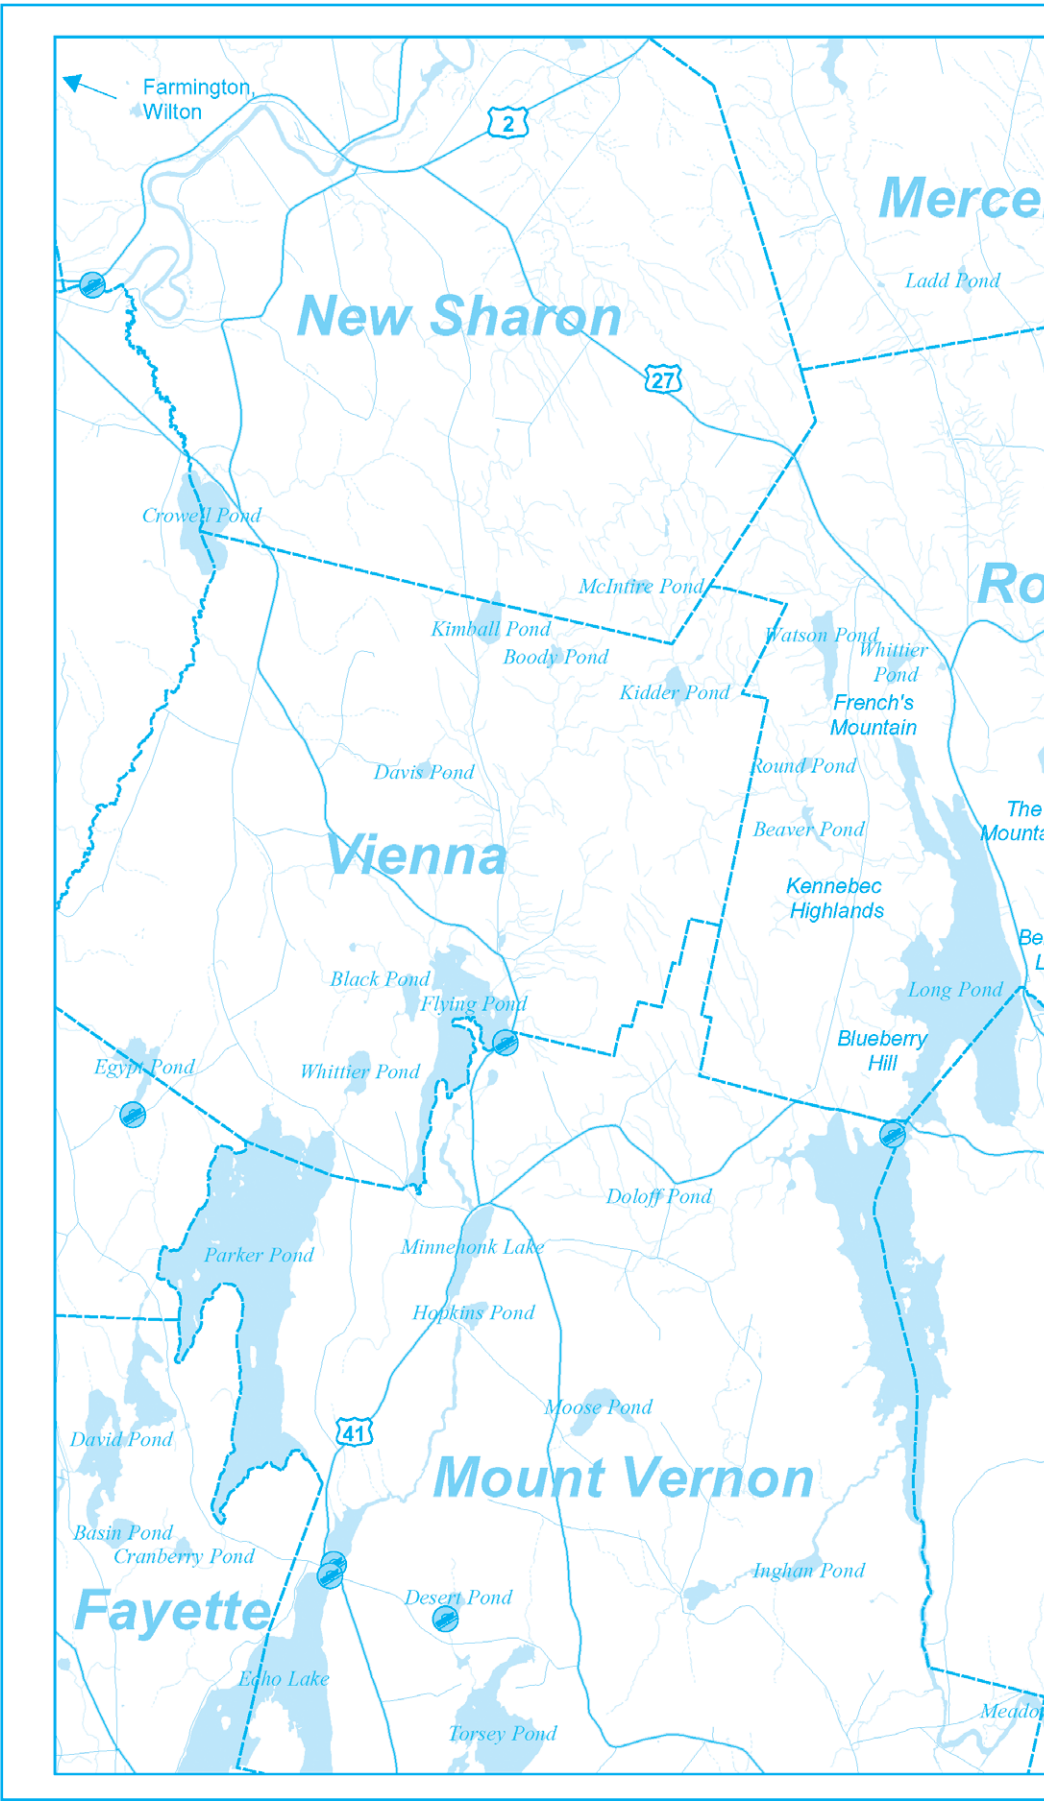 Farmington,
Wilton
2
Merce
Ladd Pond
New Sharon
27
Crowell Pond
McIntire Pond
Ro
Kimball Pond
Boody Pond
Watson Pond
Whittier
Pond
Kidder Pond
French's
Mountain
Davis Pond
Round Pond
The
Mounta
Beaver Pond
Vienna
Kennebec
Highlands
Be
L
Black Pond
Flying Pond
Long Pond
Blueberry
Hill
Egypt Pond
Whittier Pond
Doloff Pond
Parker Pond
Minnehonk Lake
Hopkins Pond
Moose Pond
41
David Pond
Mount Vernon
Basin Pond
Cranberry Pond
Inghan Pond
Desert Pond
Fayette
Echo Lake
Meado
Torsey Pond